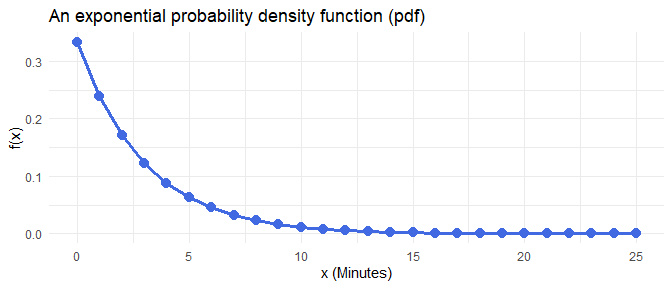 An exponential probability density function (pdf)
0.3
0.2
0.1
0.0
f(x)
0 5 10 15 20 25
x (Minutes)